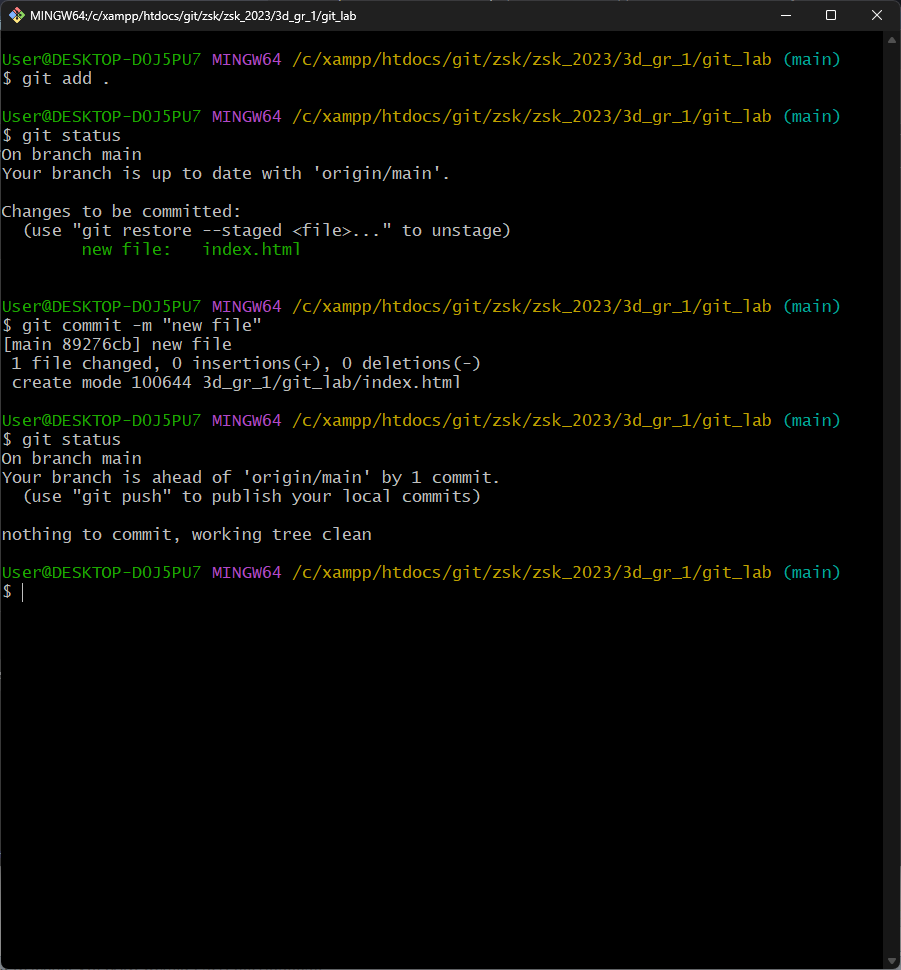 MINGW64:/c/xampp/htdocs/git/zsk/zsk_2023/3d_gr_1/git_lab
User@DESKTOP-DOJ5PU7 MINGW64 /c/xampp/htdocs/git/zsk/zsk_2023/3d_gr_1/git_lab (main)
$ git add .
User@DESKTOP-DOJ5PU7 MINGW64 /c/xampp/htdocs/git/zsk/zsk_2023/3d_gr_1/git_lab (main)
$ git status
On branch main
Your branch is up to date with 'origin/main'.
Changes to be committed:
  (use "git restore --staged <file>..." to unstage)
        new file:   index.html
User@DESKTOP-DOJ5PU7 MINGW64 /c/xampp/htdocs/git/zsk/zsk_2023/3d_gr_1/git_lab (main)
$ git commit -m "new file"
[main 89276cb] new file
 1 file changed, 0 insertions(+), 0 deletions(-)
 create mode 100644 3d_gr_1/git_lab/index.html
User@DESKTOP-DOJ5PU7 MINGW64 /c/xampp/htdocs/git/zsk/zsk_2023/3d_gr_1/git_lab (main)
$ git status
On branch main
Your branch is ahead of 'origin/main' by 1 commit.
  (use "git push" to publish your local commits)
nothing to commit, working tree clean
User@DESKTOP-DOJ5PU7 MINGW64 /c/xampp/htdocs/git/zsk/zsk_2023/3d_gr_1/git_lab (main)
$